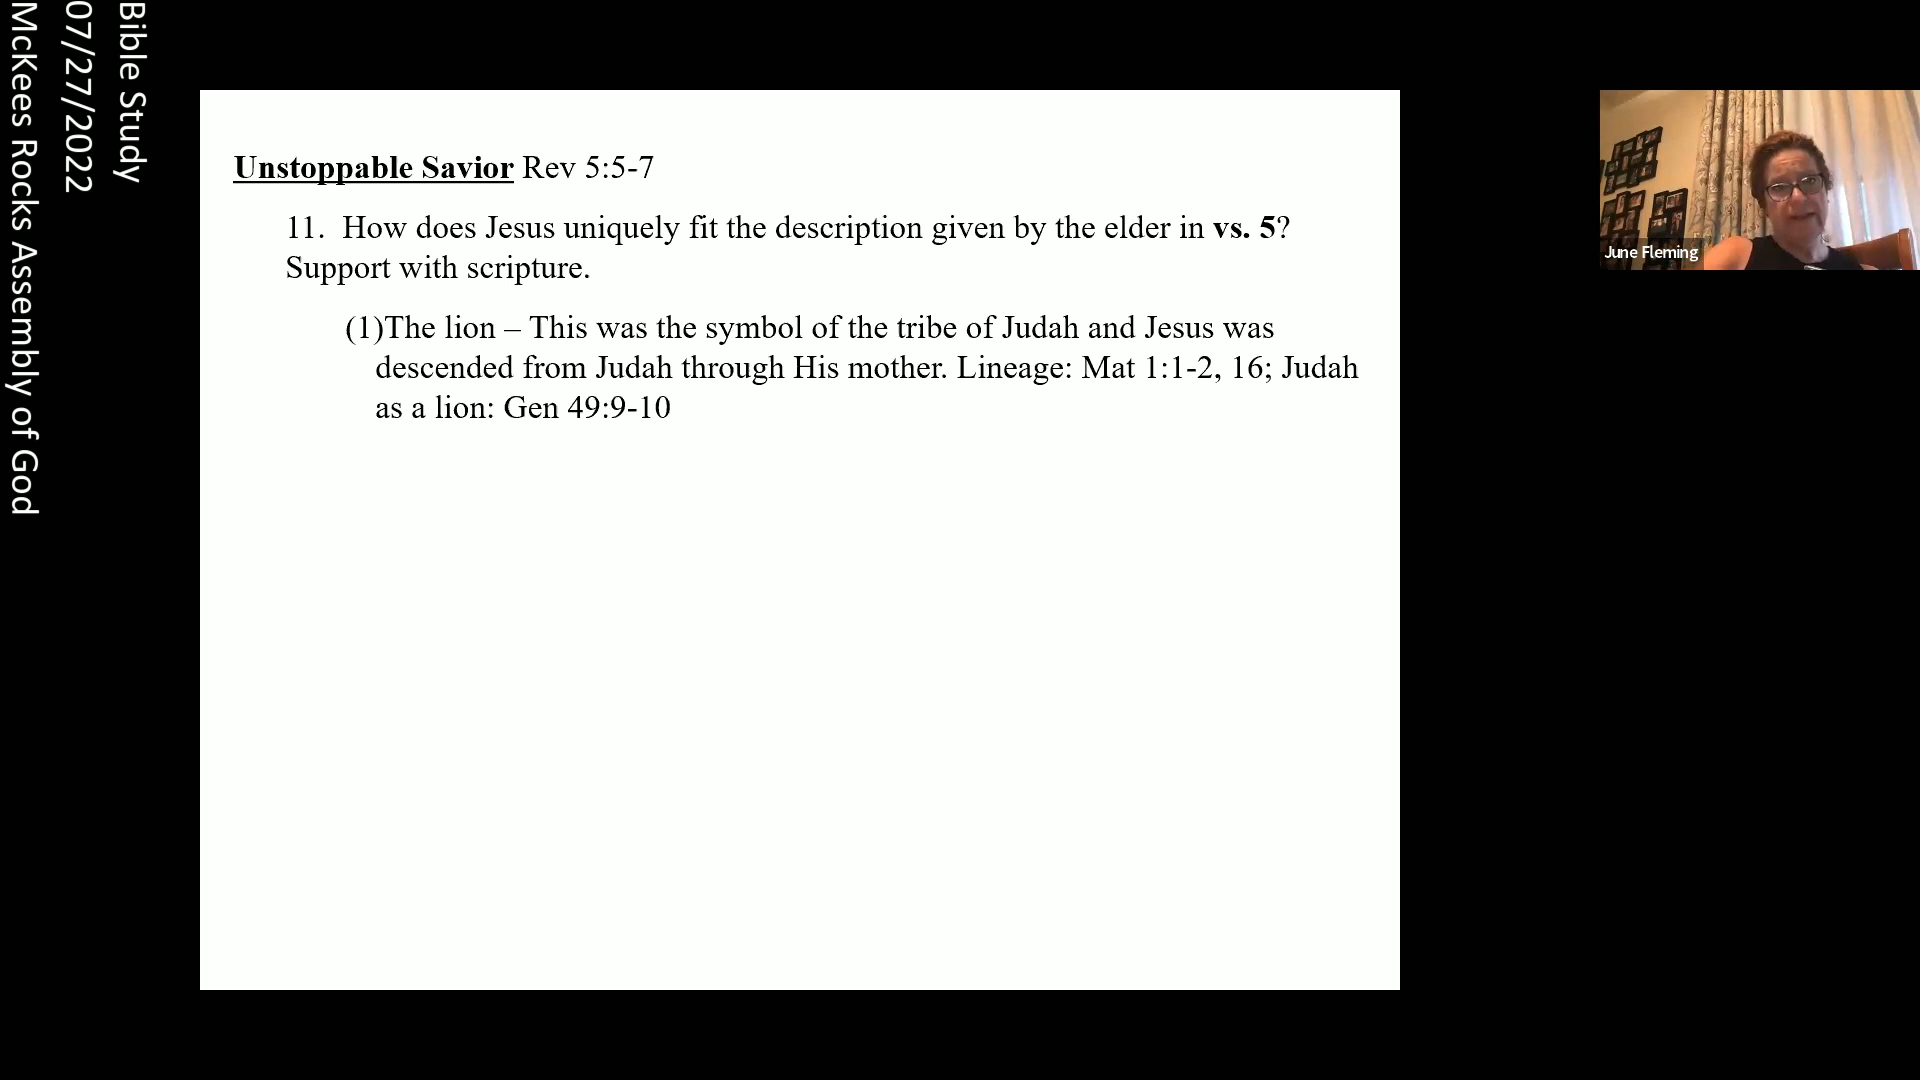 Bible Study
07/27/2022
McKees Rocks Assembly of God
Unstoppable Savior Rev 5:5-7
11. How does Jesus uniquely fit the description given by the elder in vs. 5?
Support with scripture.
(1)The lion – This was the symbol of the tribe of Judah and Jesus was
descended from Judah through His mother. Lineage: Mat 1:1-2, 16; Judah
as a lion: Gen 49:9-10
June Fleming